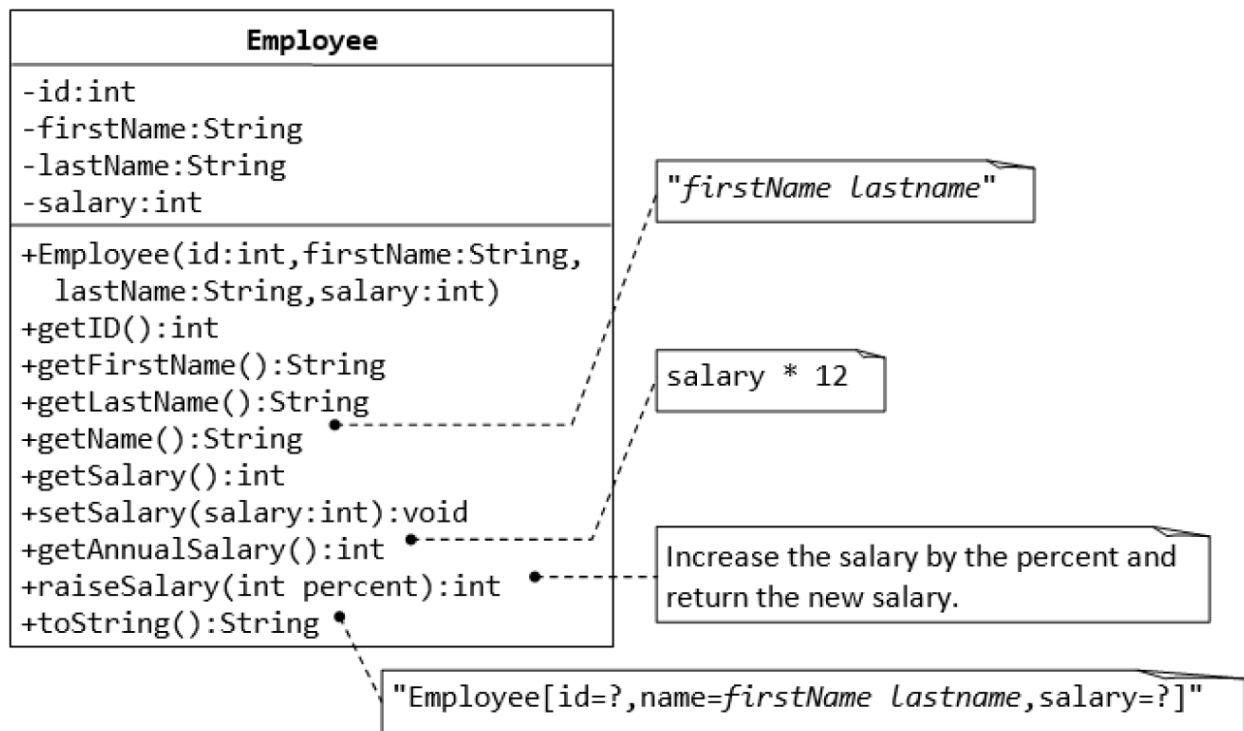 Employee
-id:int
-firstName:String
-lastName:String
-salary:int
+Employee(id:int,firstName:String,
lastName:String,salary:int)
+getID():int
+getFirstName():String
+getLastName():String
+getName():String
+getSalary():int
+setSalary(salary:int):void
+getAnnualSalary():int
+raiseSalary(int percent):int
+toString():String
"firstName lastname"
salary * 12
Increase the salary by the percent and
return the new salary.
"Employee[id=?,name=firstName lastname,salary=?]"